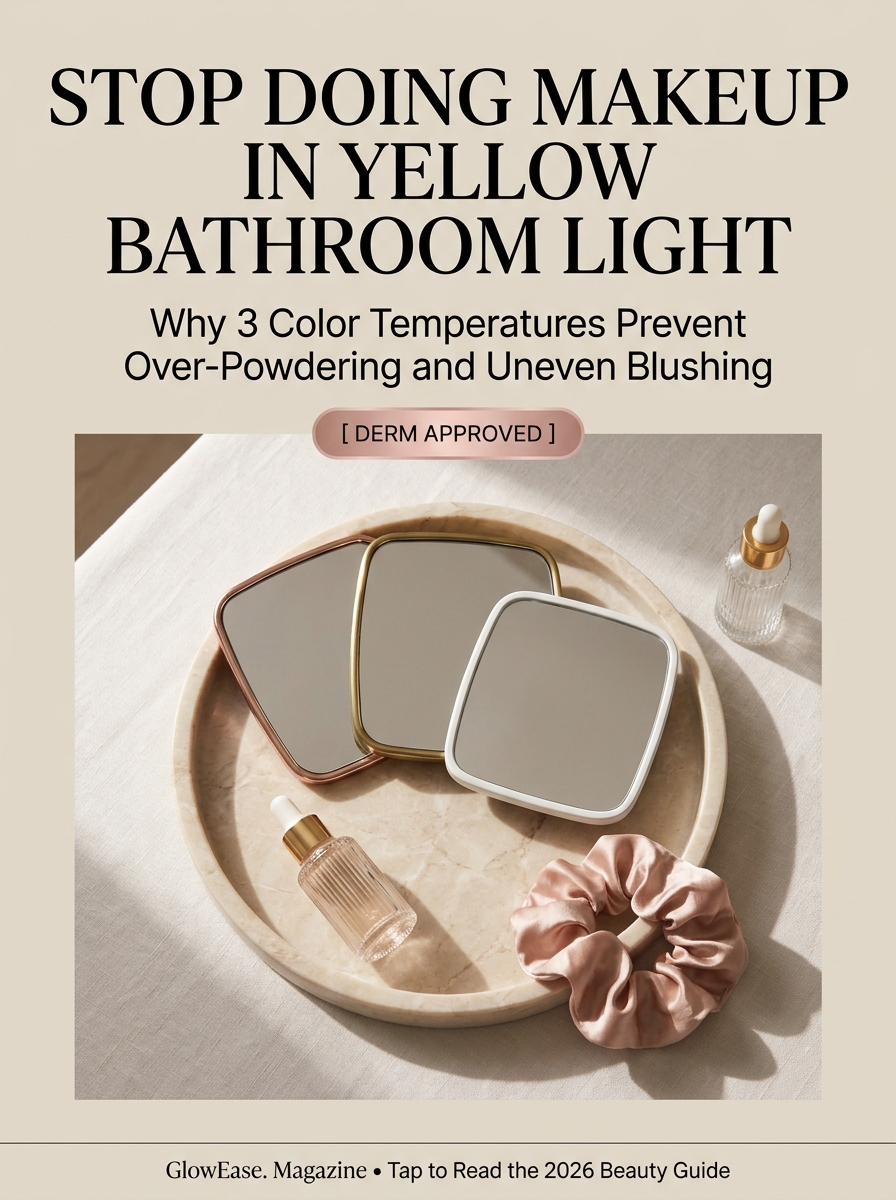 STOP DOING MAKEUP
IN YELLOW
BATHROOM LIGHT
Why 3 Color Temperatures Prevent
Over-Powdering and Uneven Blushing
[ DERM APPROVED ]
GlowEase. Magazine • Tap to Read the 2026 Beauty Guide